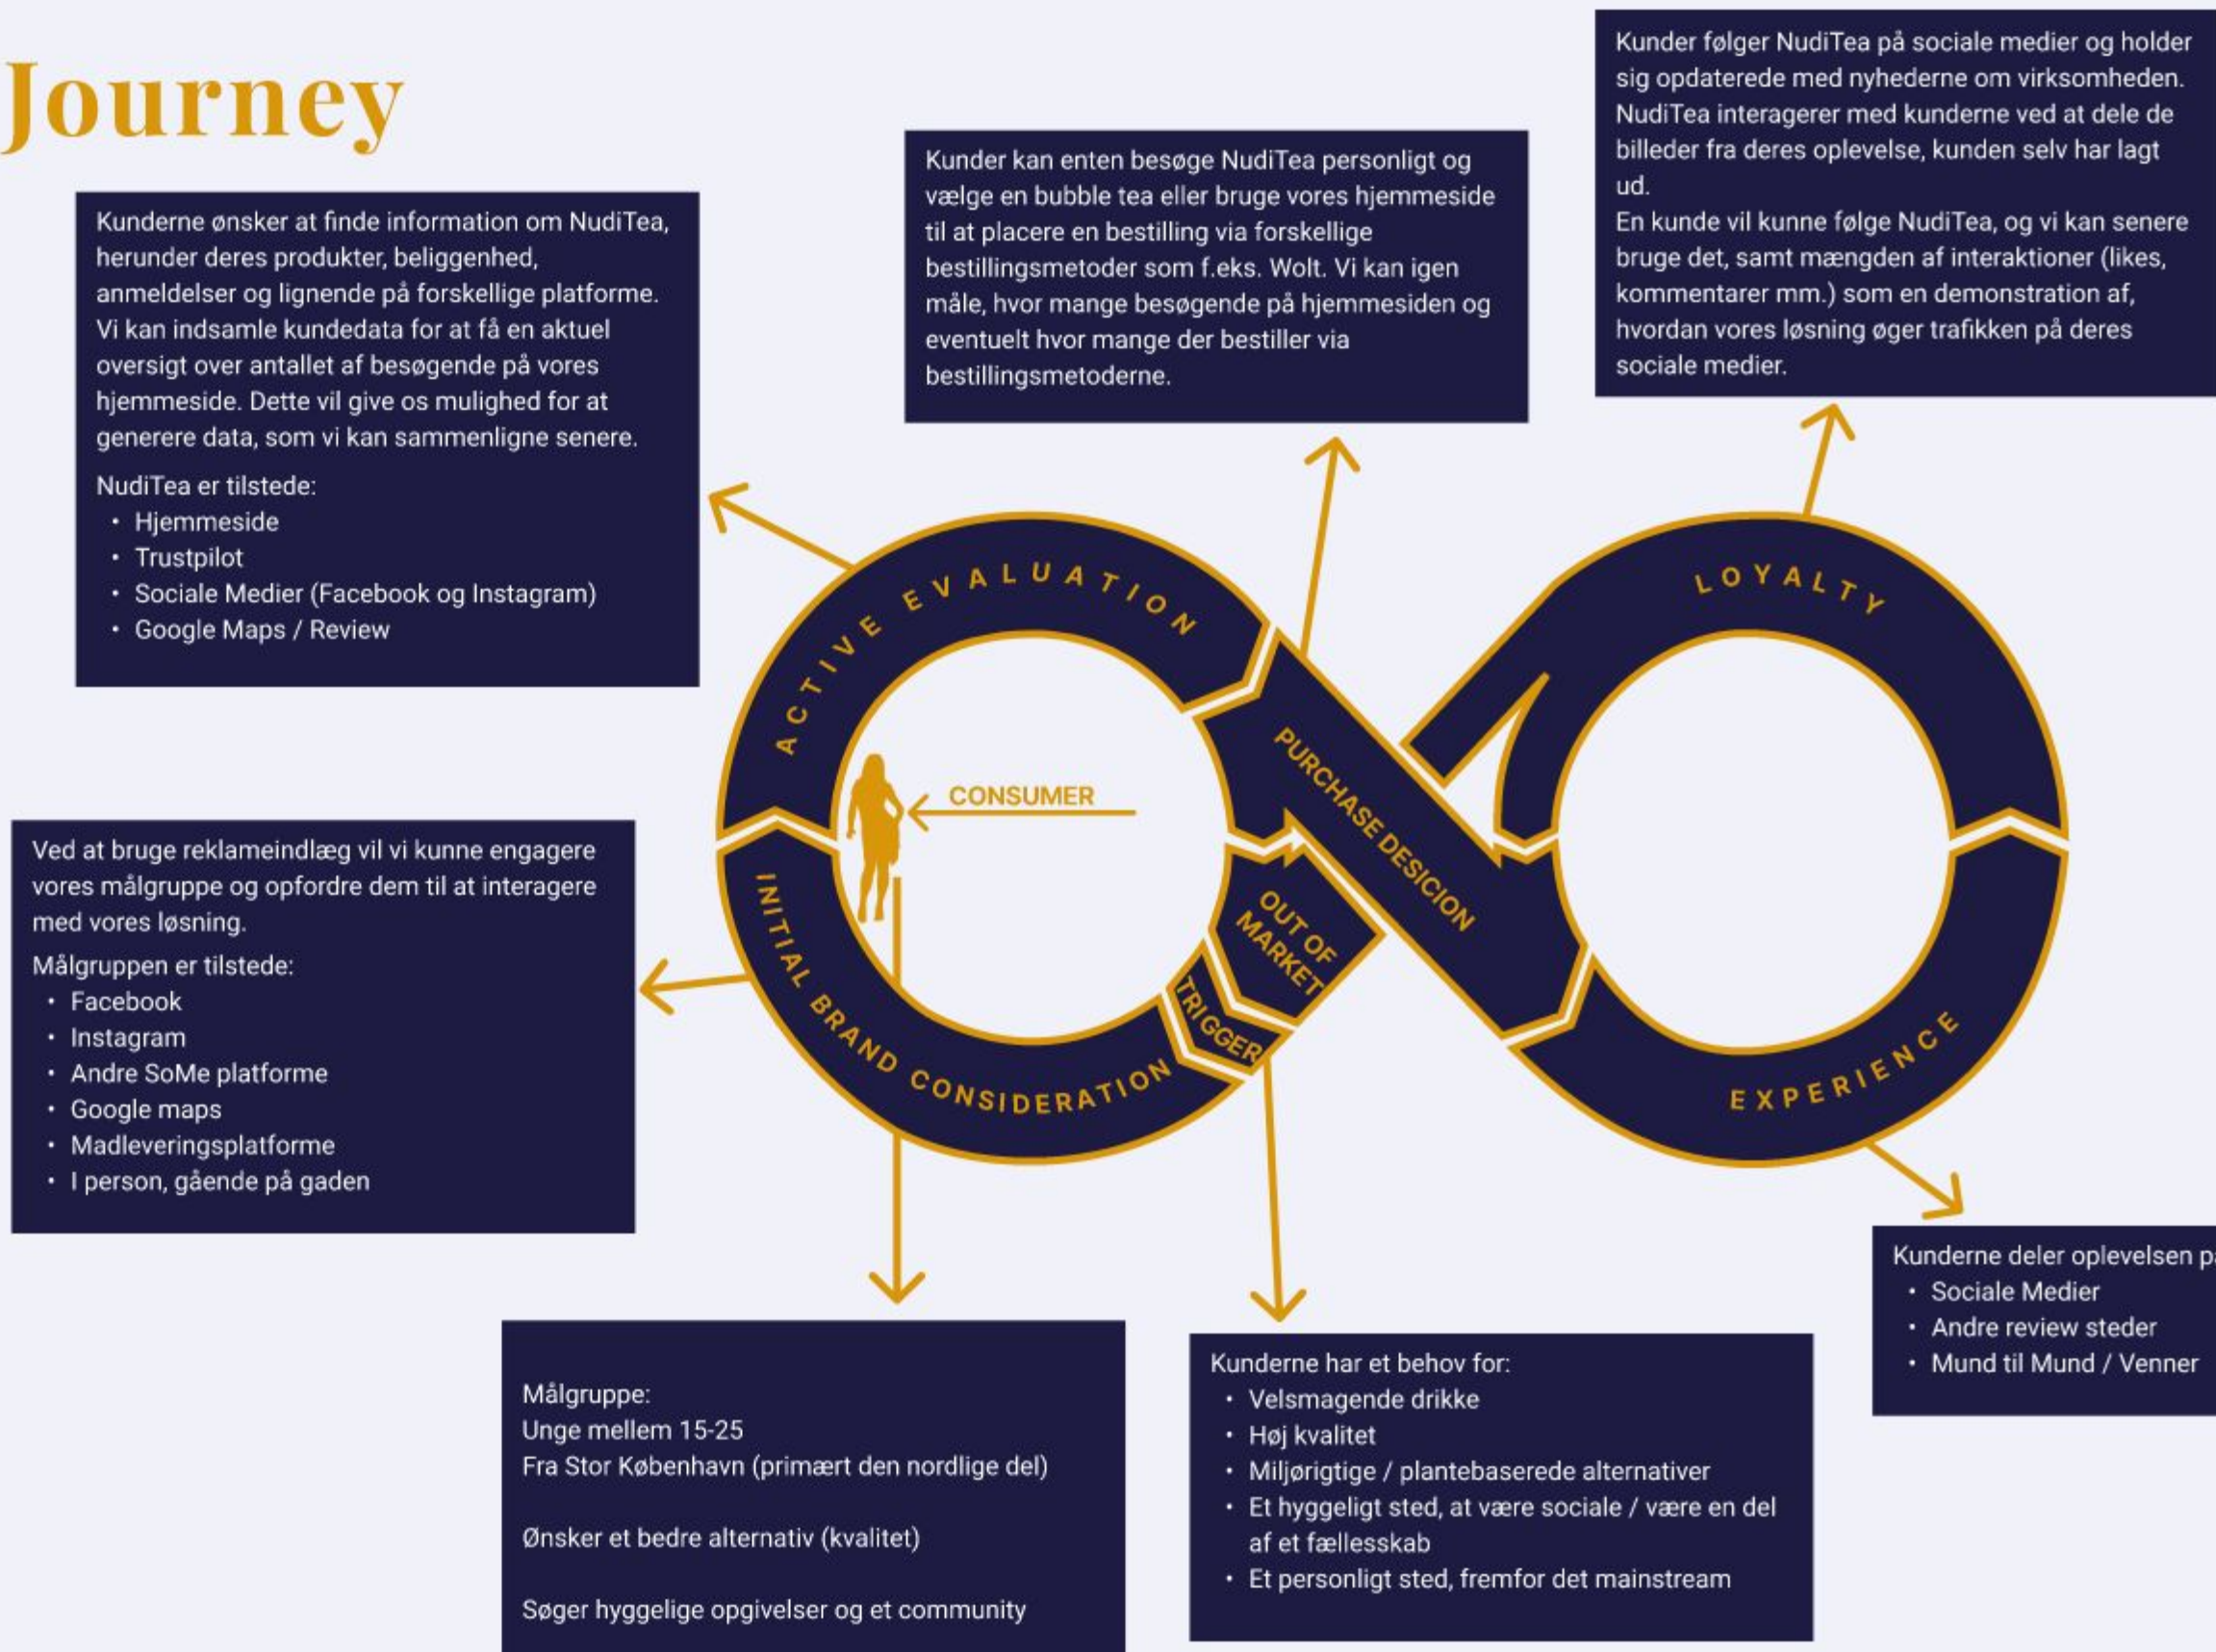 Journey
Kunderne ønsker at finde information om NudiTea,
herunder deres produkter, beliggenhed,
anmeldelser og lignende på forskellige platforme.
Vi kan indsamle kundedata for at få en aktuel
oversigt over antallet af besøgende på vores
hjemmeside. Dette vil give os mulighed for at
generere data, som vi kan sammenligne senere.
NudiTea er tilstede:
• Hjemmeside
• Trustpilot
• Sociale Medier (Facebook og Instagram)
• Google Maps / Review
Kunder kan enten besøge NudiTea personligt og
vælge en bubble tea eller bruge vores hjemmeside
til at placere en bestilling via forskellige
bestillingsmetoder som f.eks. Wolt. Vi kan igen
måle, hvor mange besøgende på hjemmesiden og
eventuelt hvor mange der bestiller via
bestillingsmetoderne.
Kunder følger NudiTea på sociale medier og holder
sig opdaterede med nyhederne om virksomheden.
NudiTea interagerer med kunderne ved at dele de
billeder fra deres oplevelse, kunden selv har lagt
ud.
En kunde vil kunne følge NudiTea, og vi kan senere
bruge det, samt mængden af interaktioner (likes,
kommentarer mm.) som en demonstration af,
hvordan vores løsning øger trafikken på deres
sociale medier.
ACTIVE EVALUATION
LOYALTY
PURCHASE DESICION
CONSUMER
OUT OF
MARKET
TRIGGER
INITIAL BRAND CONSIDERATION
EXPERIENCE
Ved at bruge reklameindlæg vil vi kunne engagere
vores målgruppe og opfordre dem til at interagere
med vores løsning.
Målgruppen er tilstede:
• Facebook
• Instagram
• Andre SoMe platforme
• Google maps
• Madleveringsplatforme
• I person, gående på gaden
Målgruppe:
Unge mellem 15-25
Fra Stor København (primært den nordlige del)
Ønsker et bedre alternativ (kvalitet)
Søger hyggelige opgivelser og et community
Kunderne har et behov for:
• Velsmagende drikke
• Høj kvalitet
• Miljørigtige / plantebaserede alternativer
• Et hyggeligt sted, at være sociale / være en del
af et fællesskab
• Et personligt sted, fremfor det mainstream
Kunderne deler oplevelsen
• Sociale Medier
• Andre review steder
• Mund til Mund / Venner